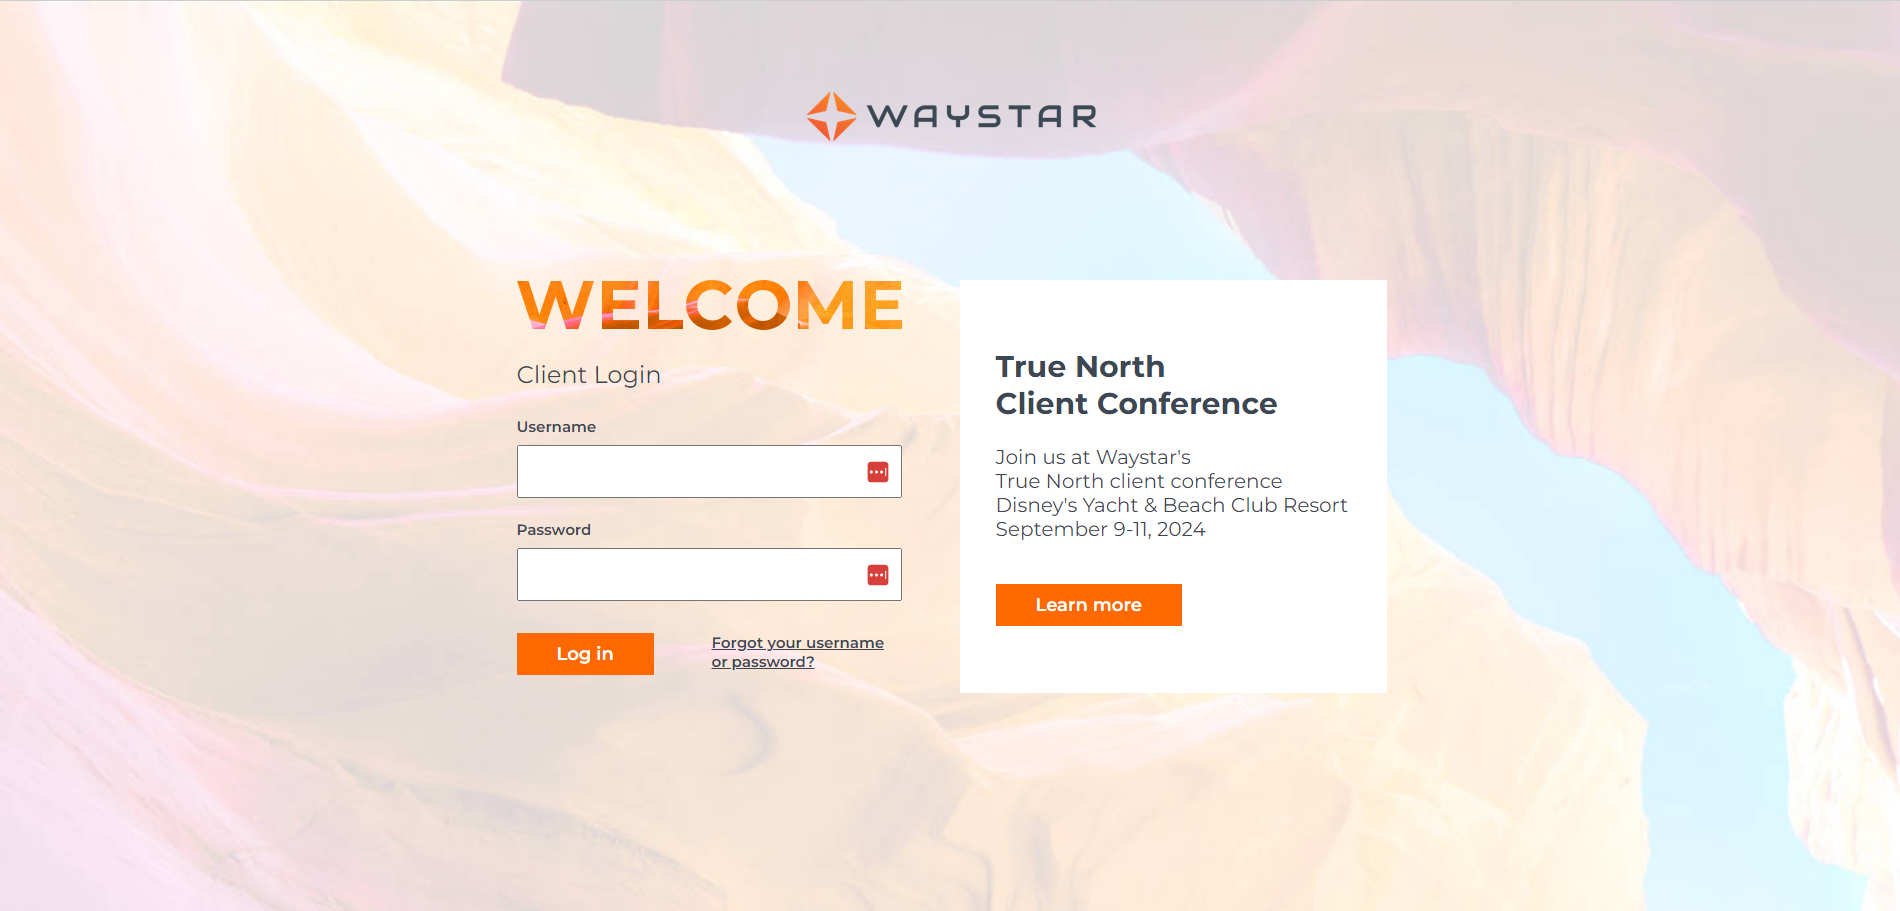 WAYSTAR
WELCOME
Client Login
Username
Password
Log in
Forgot your username
or password?
True North
Client Conference
Join us at Waystar's
True North client conference
Disney's Yacht & Beach Club Resort
September 9-11, 2024
Learn more